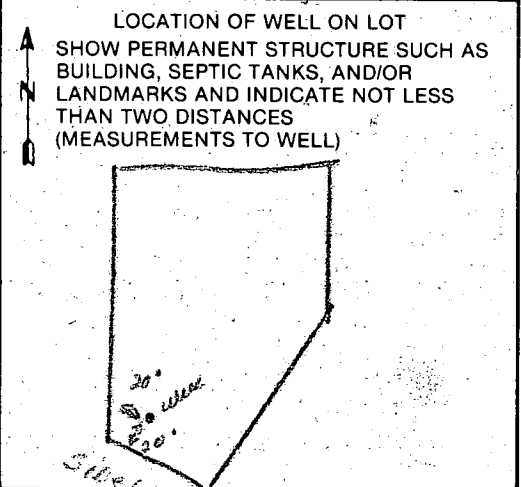 LOCATION OF WELL ON LOT
SHOW PERMANENT STRUCTURE SUCH AS
BUILDING, SEPTIC TANKS, AND/OR
N LANDMARKS AND INDICATE NOT LESS
THAN TWO DISTANCES
(MEASUREMENTS TO WELL)
20'
well
20'